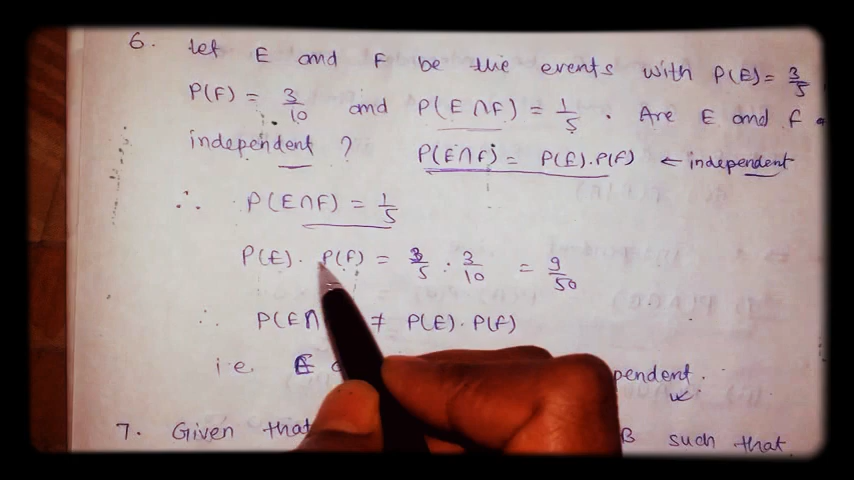 6. Let E and F be the events with P(E) = 3/5
P(F) = 3/10 and P(E ∩ F) = 1/5 . Are E and F
independent ? P(E∩F) = P(E).P(F) ← independent
∴ P(E∩F) = 1/5
P(E). P(F) = 3/5 . 3/10 = 9/50
∴ P(E∩ ≠ P(E).P(F)
i.e. E pendent.
7. Given that B such that